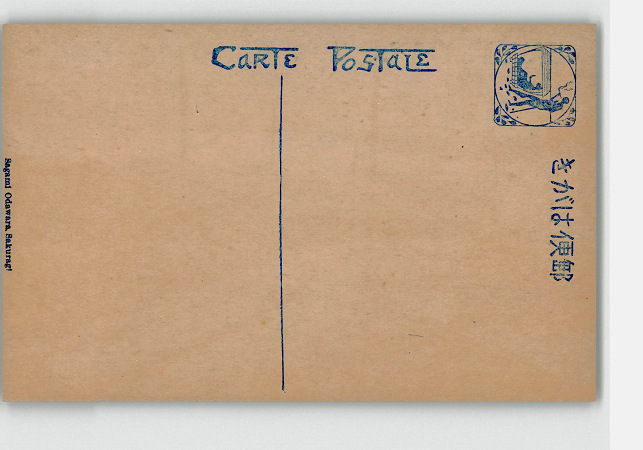 CARTE POSTALE
きがは便郵
Sagami Odawara Sakuragi